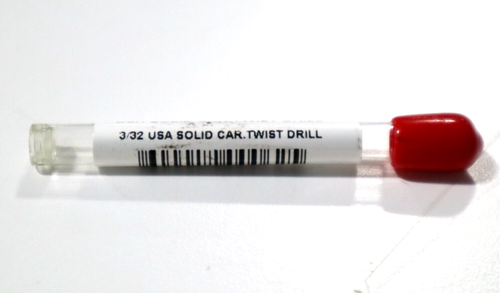 3/32 USA SOLID CAR.TWIST DRILL